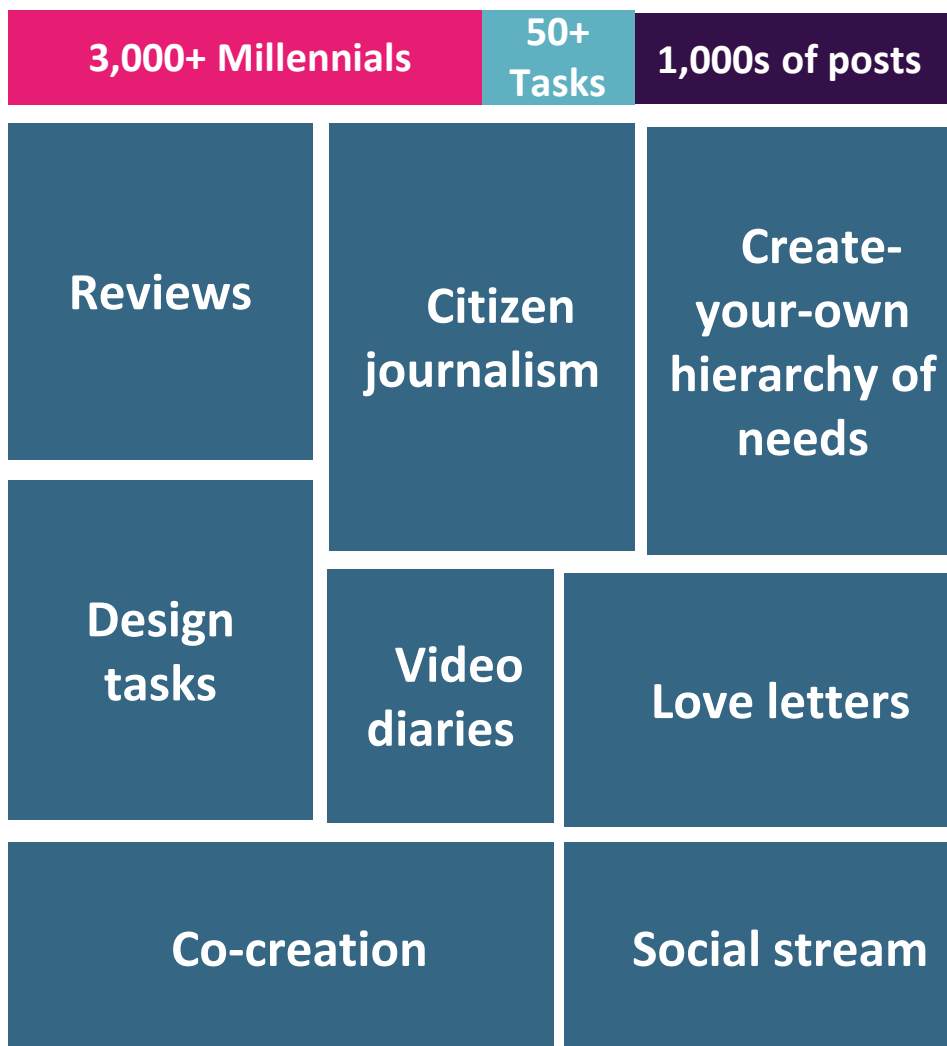 3,000+ Millennials
50+
Tasks
1,000s of posts
Reviews
Citizen
journalism
Create-
your-own
hierarchy of
needs
Design
tasks
Video
diaries
Love letters
Co-creation
Social stream